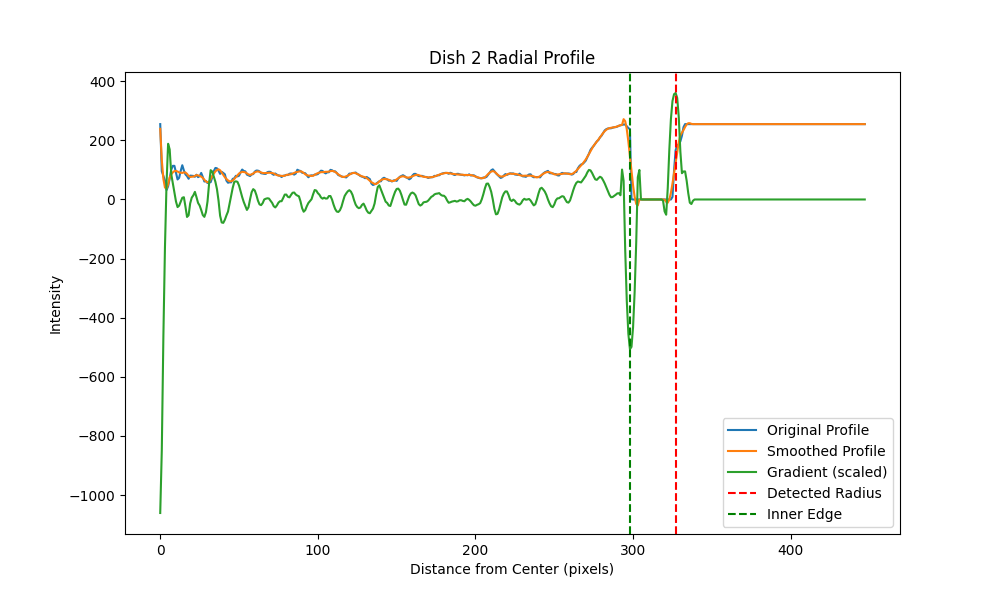 Dish 2 Radial Profile
400
200
0
−200
−400
−600
−800
−1000
Intensity
0
100
200
300
400
Distance from Center (pixels)
Original Profile
Smoothed Profile
Gradient (scaled)
Detected Radius
Inner Edge